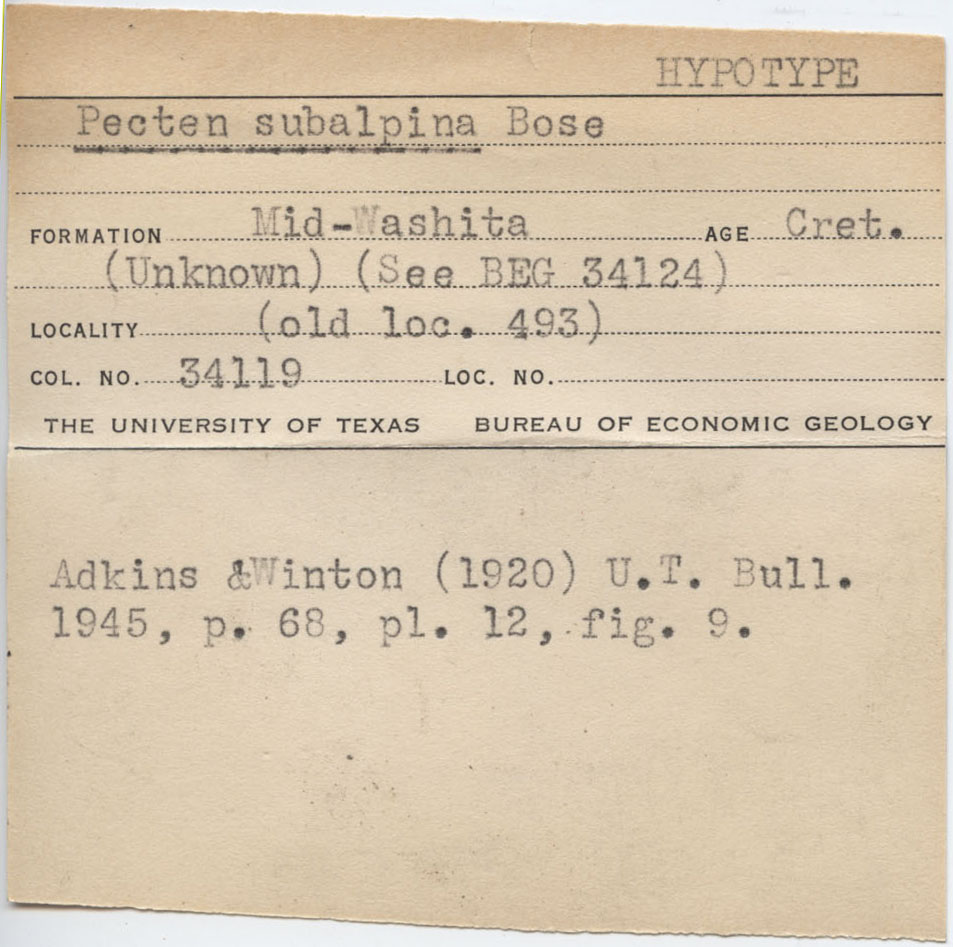 HYPOTYPE
Pecten subalpina Bose
FORMATION Mid-Washita AGE Cret.
(Unknown) (See BEG 34124)
LOCALITY (old loc. 493)
COL. NO. 34119 LOC. NO.
THE UNIVERSITY OF TEXAS BUREAU OF ECONOMIC GEOLOGY
Adkins &Winton (1920) U.T. Bull.
1945, p. 68, pl. 12, fig. 9.